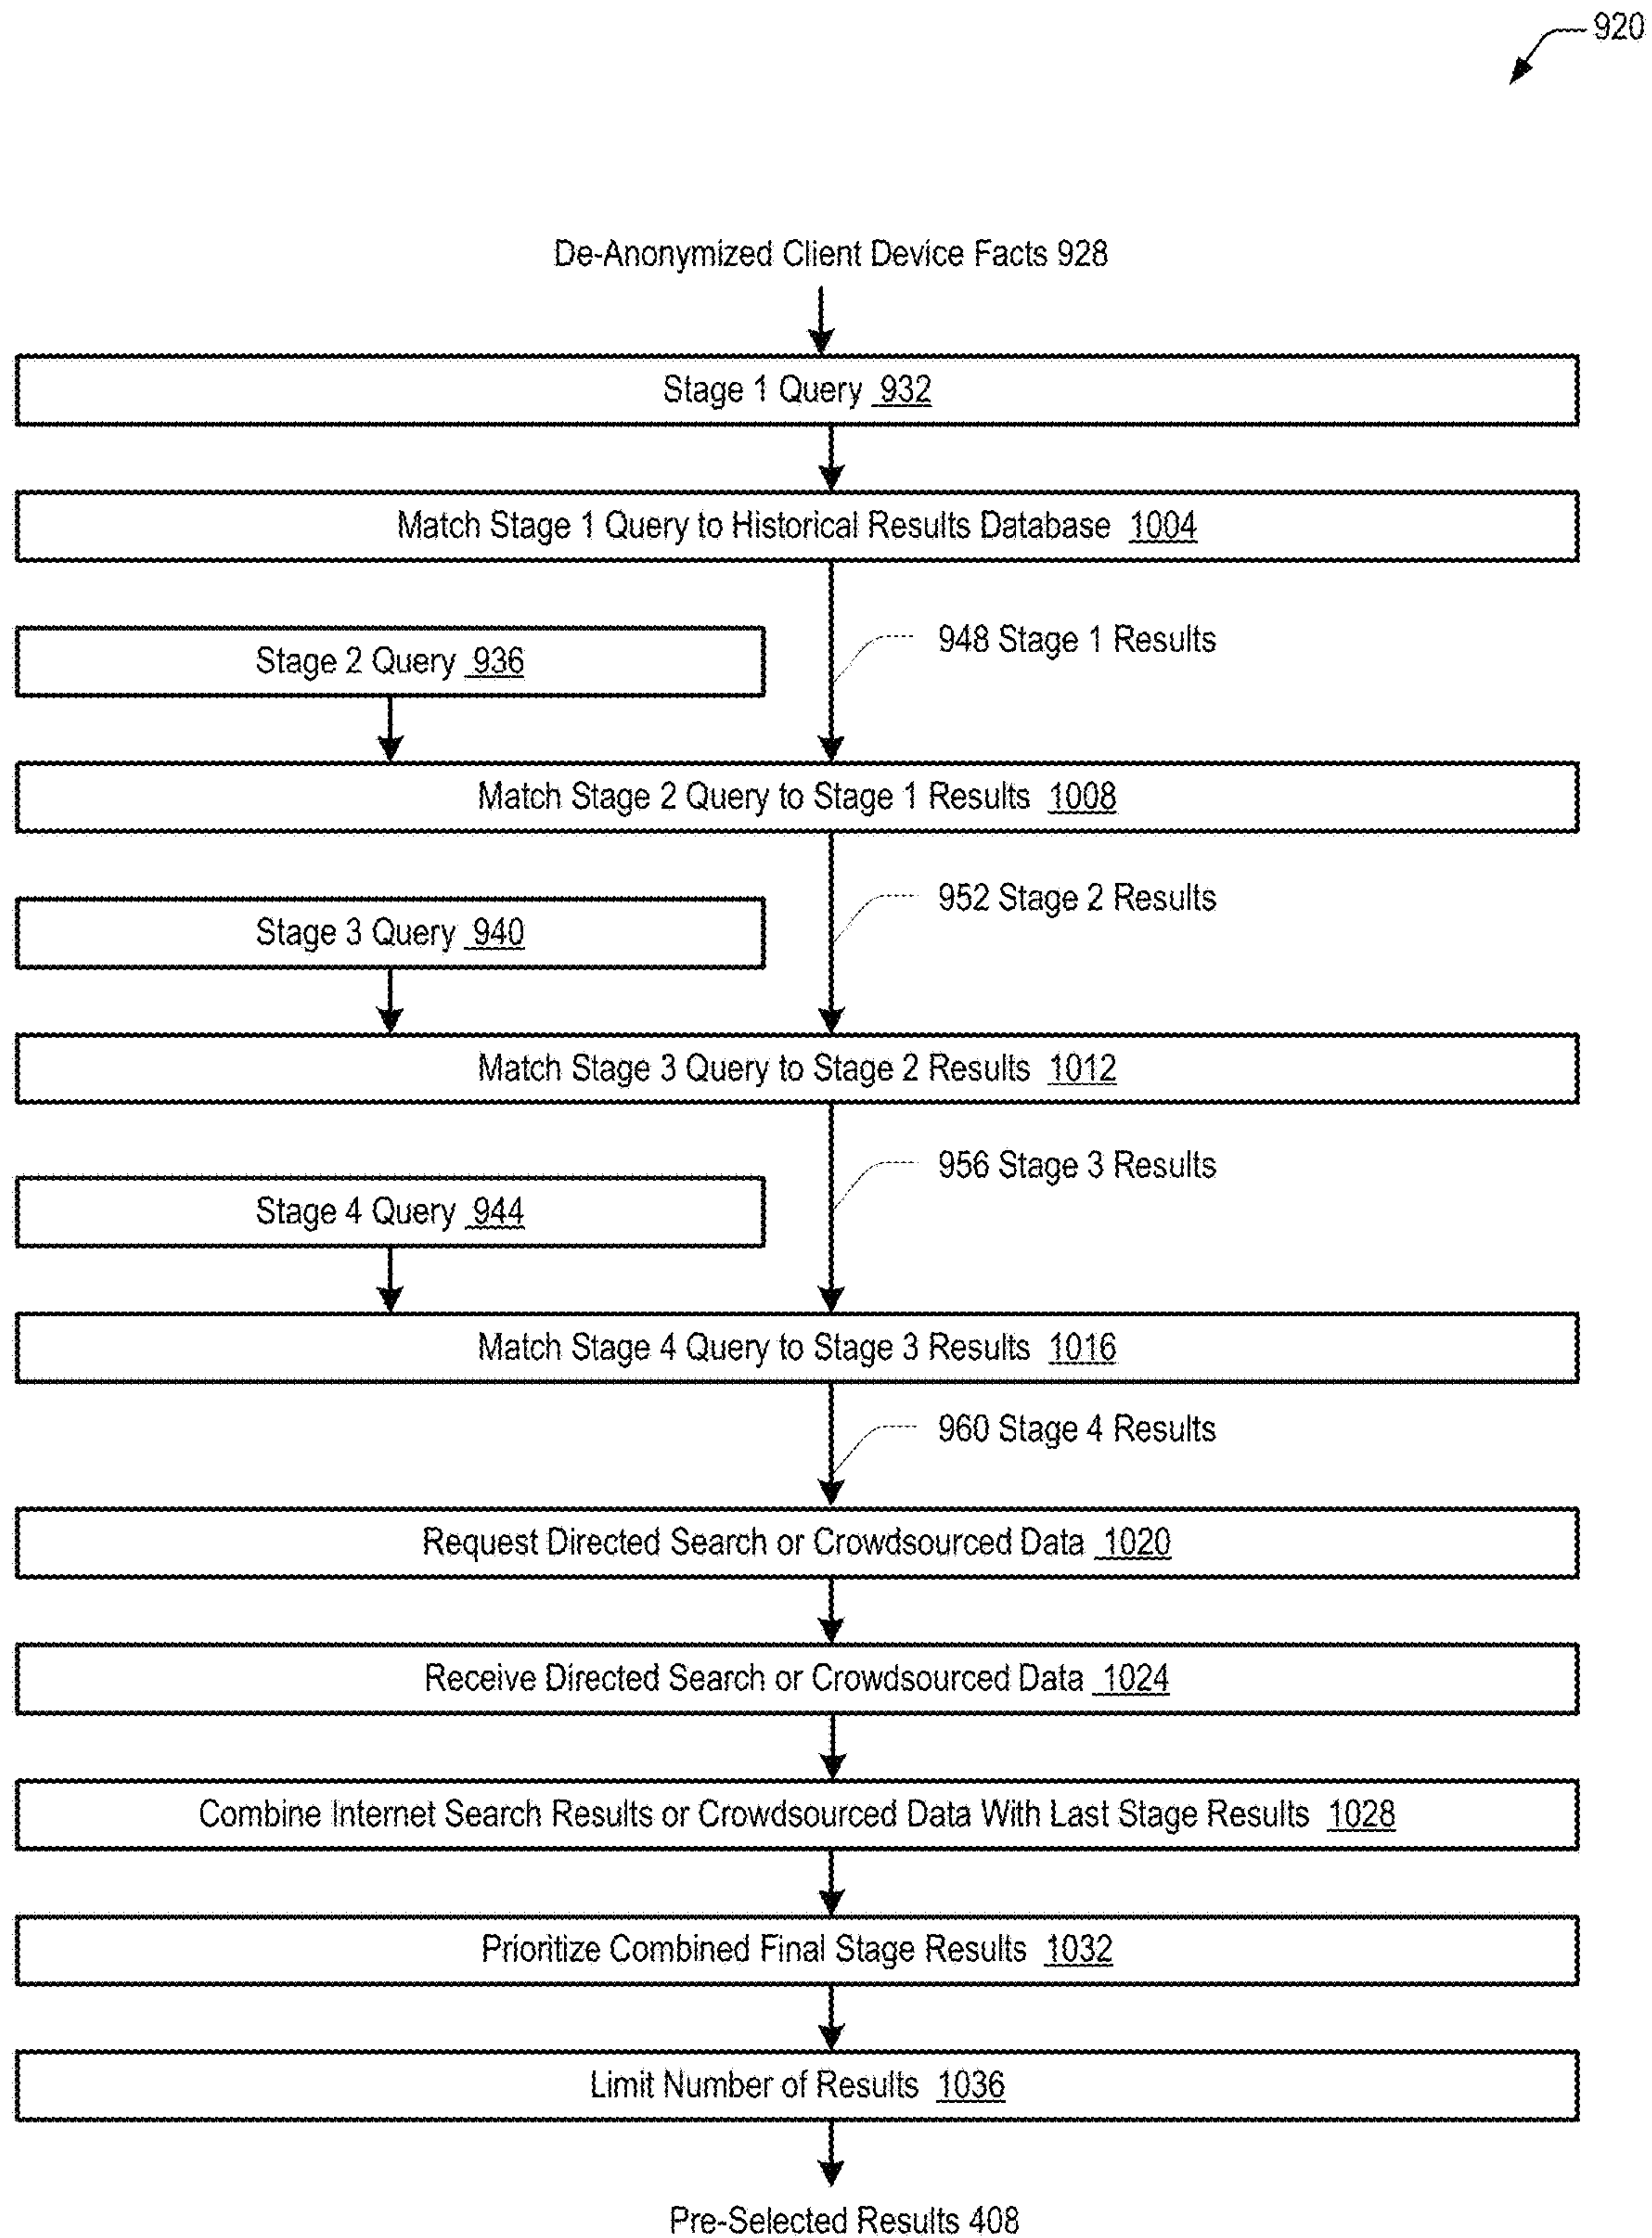 920
De-Anonymized Client Device Facts 928
Stage 1 Query 932
Match Stage 1 Query to Historical Results Database 1004
948 Stage 1 Results
Stage 2 Query 936
Match Stage 2 Query to Stage 1 Results 1008
952 Stage 2 Results
Stage 3 Query 940
Match Stage 3 Query to Stage 2 Results 1012
956 Stage 3 Results
Stage 4 Query 944
Match Stage 4 Query to Stage 3 Results 1016
960 Stage 4 Results
Request Directed Search or Crowdsourced Data 1020
Receive Directed Search or Crowdsourced Data 1024
Combine Internet Search Results or Crowdsourced Data With Last Stage Results 1028
Prioritize Combined Final Stage Results 1032
Limit Number of Results 1036
Pre-Selected Results 408